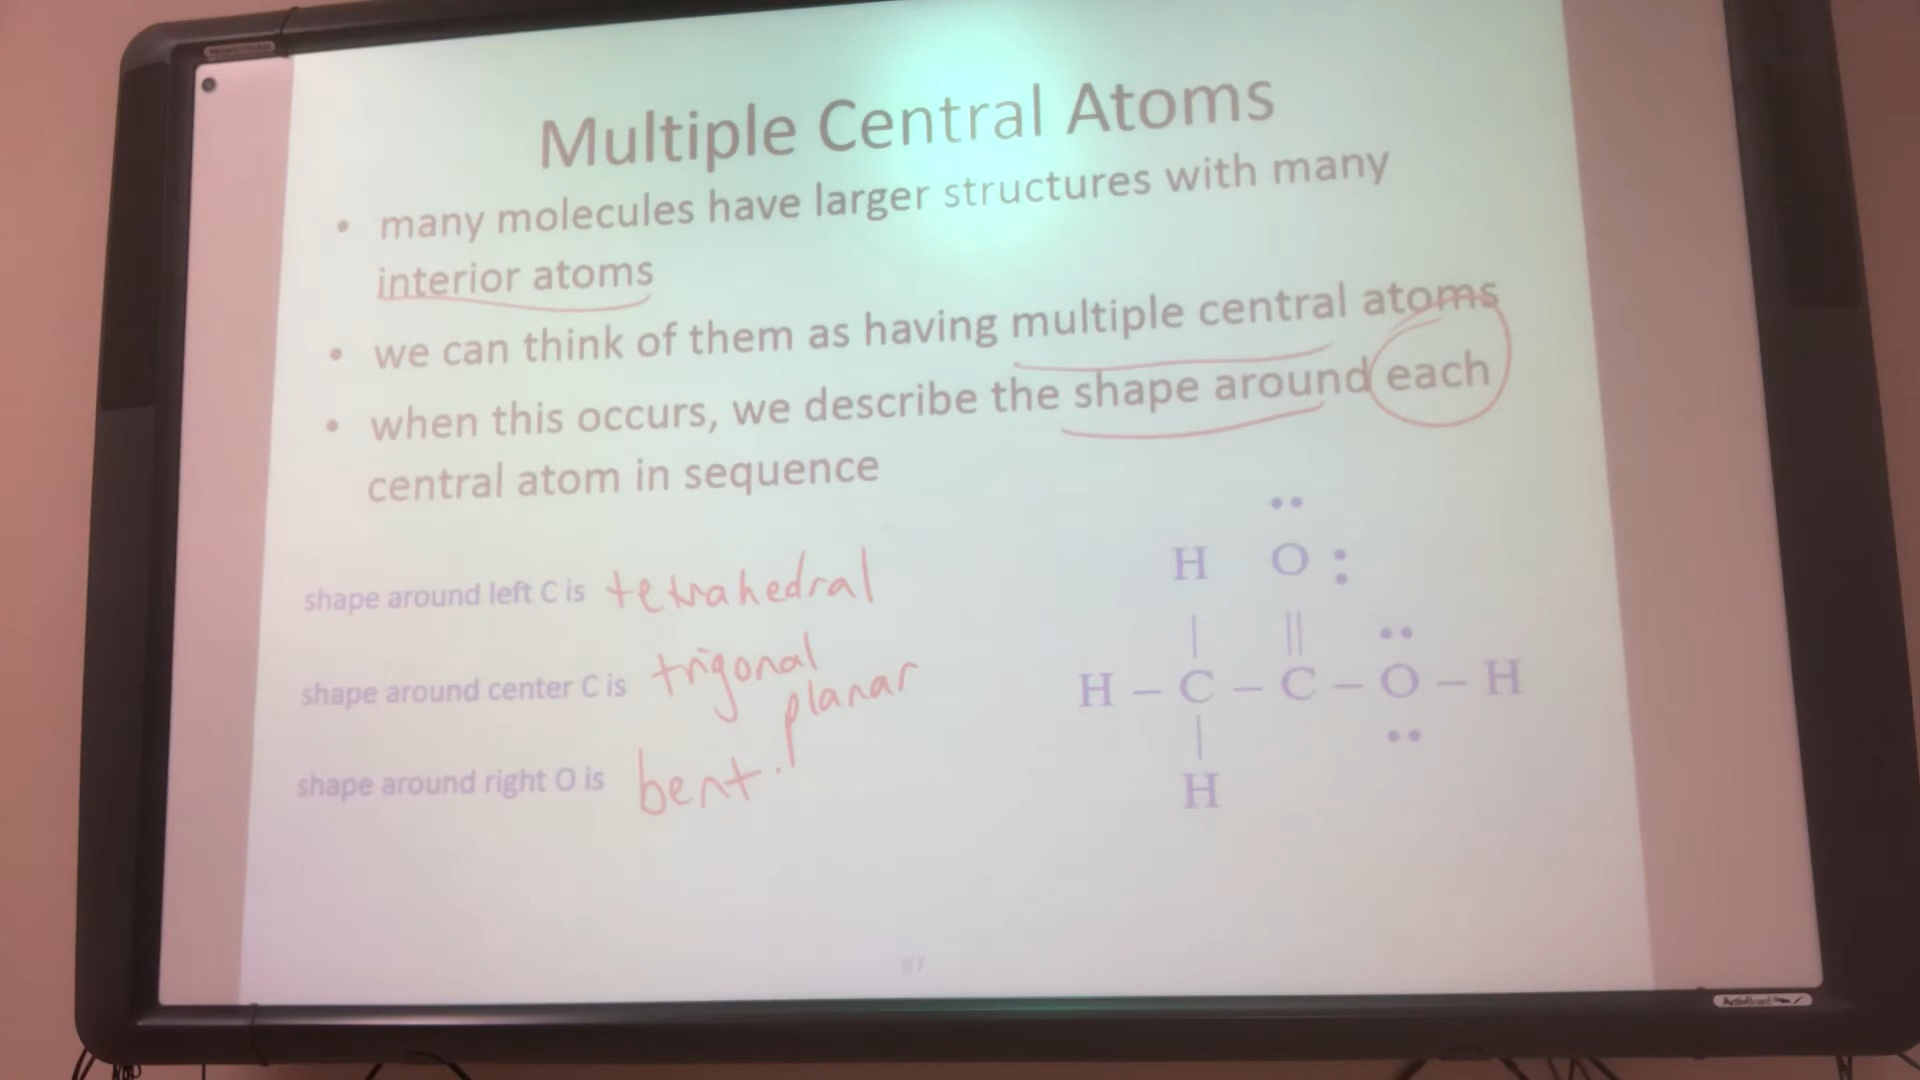 Multiple Central Atoms
• many molecules have larger structures with many
interior atoms
• we can think of them as having multiple central atoms
• when this occurs, we describe the shape around each
central atom in sequence
shape around left C is tetrahedral
shape around center C is trigonal
planar
shape around right O is bent.
H O
H – C – C – O – H
H
87
ActivBoard